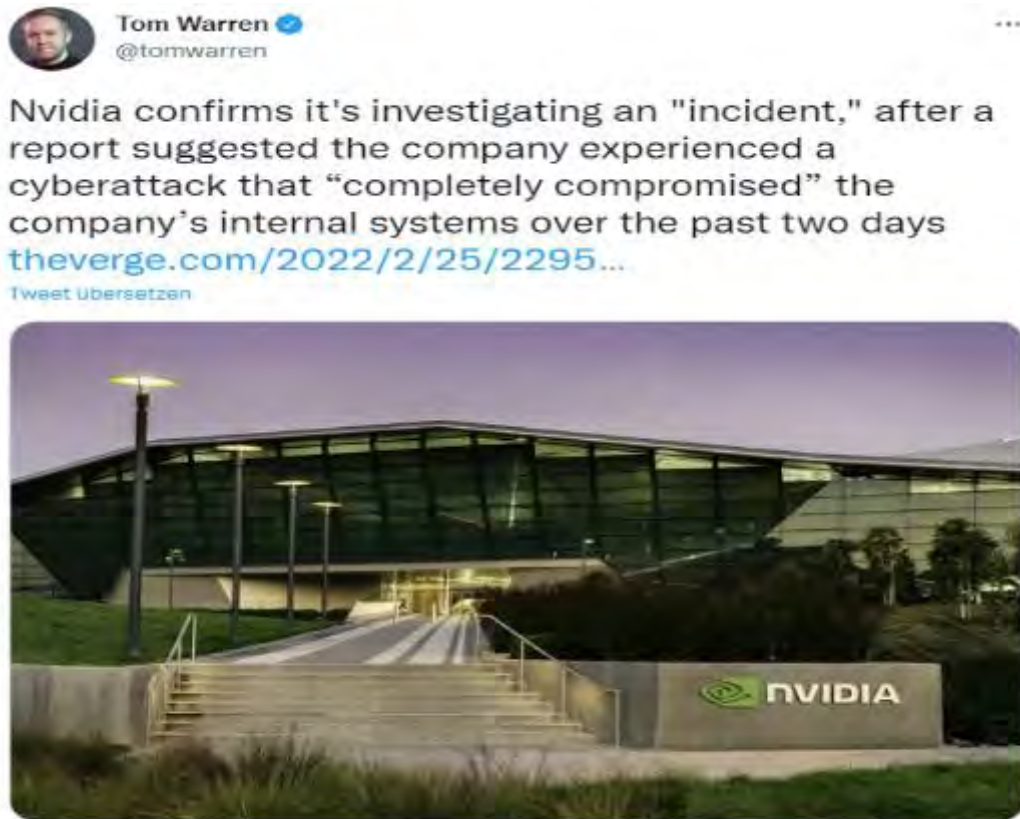 Tom Warren
@tomwarren
Nvidia confirms it's investigating an "incident," after a
report suggested the company experienced a
cyberattack that “completely compromised” the
company’s internal systems over the past two days
theverge.com/2022/2/25/2295...
Tweet übersetzen
NVIDIA